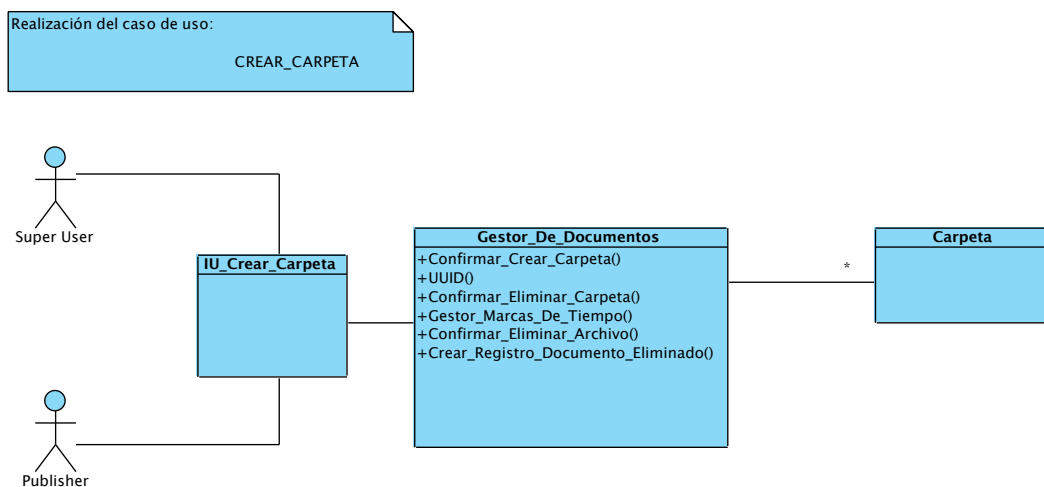 Realización del caso de uso:
CREAR_CARPETA
Super User
IU_Crear_Carpeta
Gestor_De_Documentos
+Confirmar_Crear_Carpeta()
+UUID()
+Confirmar_Eliminar_Carpeta()
+Gestor_Marcas_De_Tiempo()
+Confirmar_Eliminar_Archivo()
+Crear_Registro_Documento_Eliminado()
*
Carpeta
Publisher